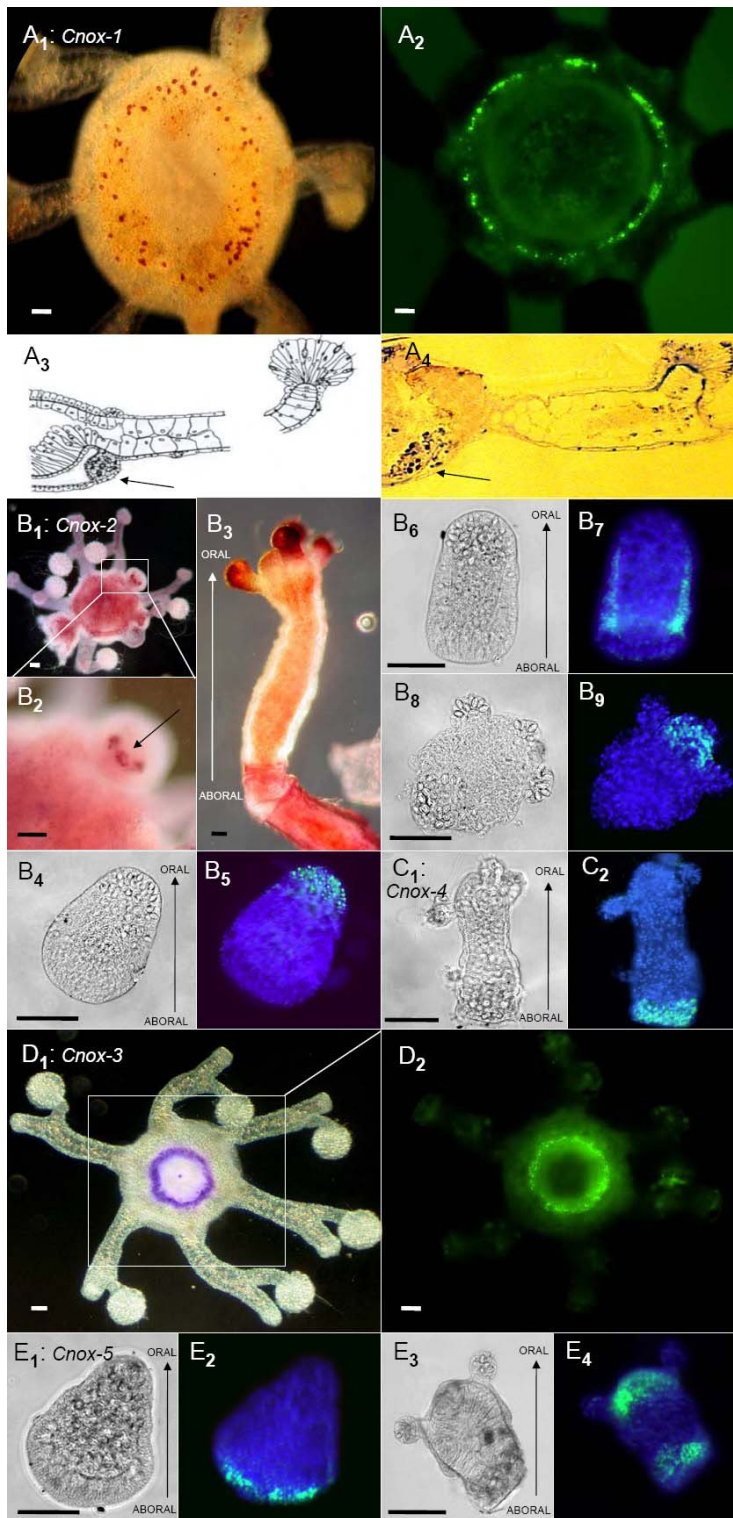 A1: Cnox-1
A2
A3
A4
B1: Cnox-2
B3
B6
ORAL
ABORAL
B7
ORAL
ABORAL
B2
B8
B9
B4
ORAL
ABORAL
B5
C1:
Cnox-4
ORAL
ABORAL
C2
D1: Cnox-3
D2
E1: Cnox-5
ORAL
ABORAL
E2
E3
ORAL
ABORAL
E4